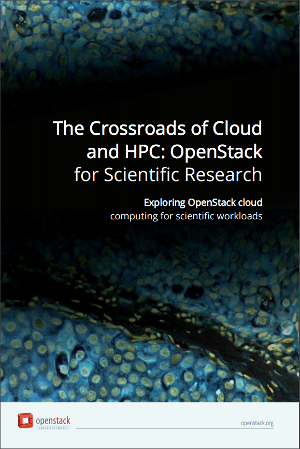 The Crossroads of Cloud
and HPC: OpenStack
for Scientific Research
Exploring OpenStack cloud
computing for scientific workloads
openstack
openstack.org